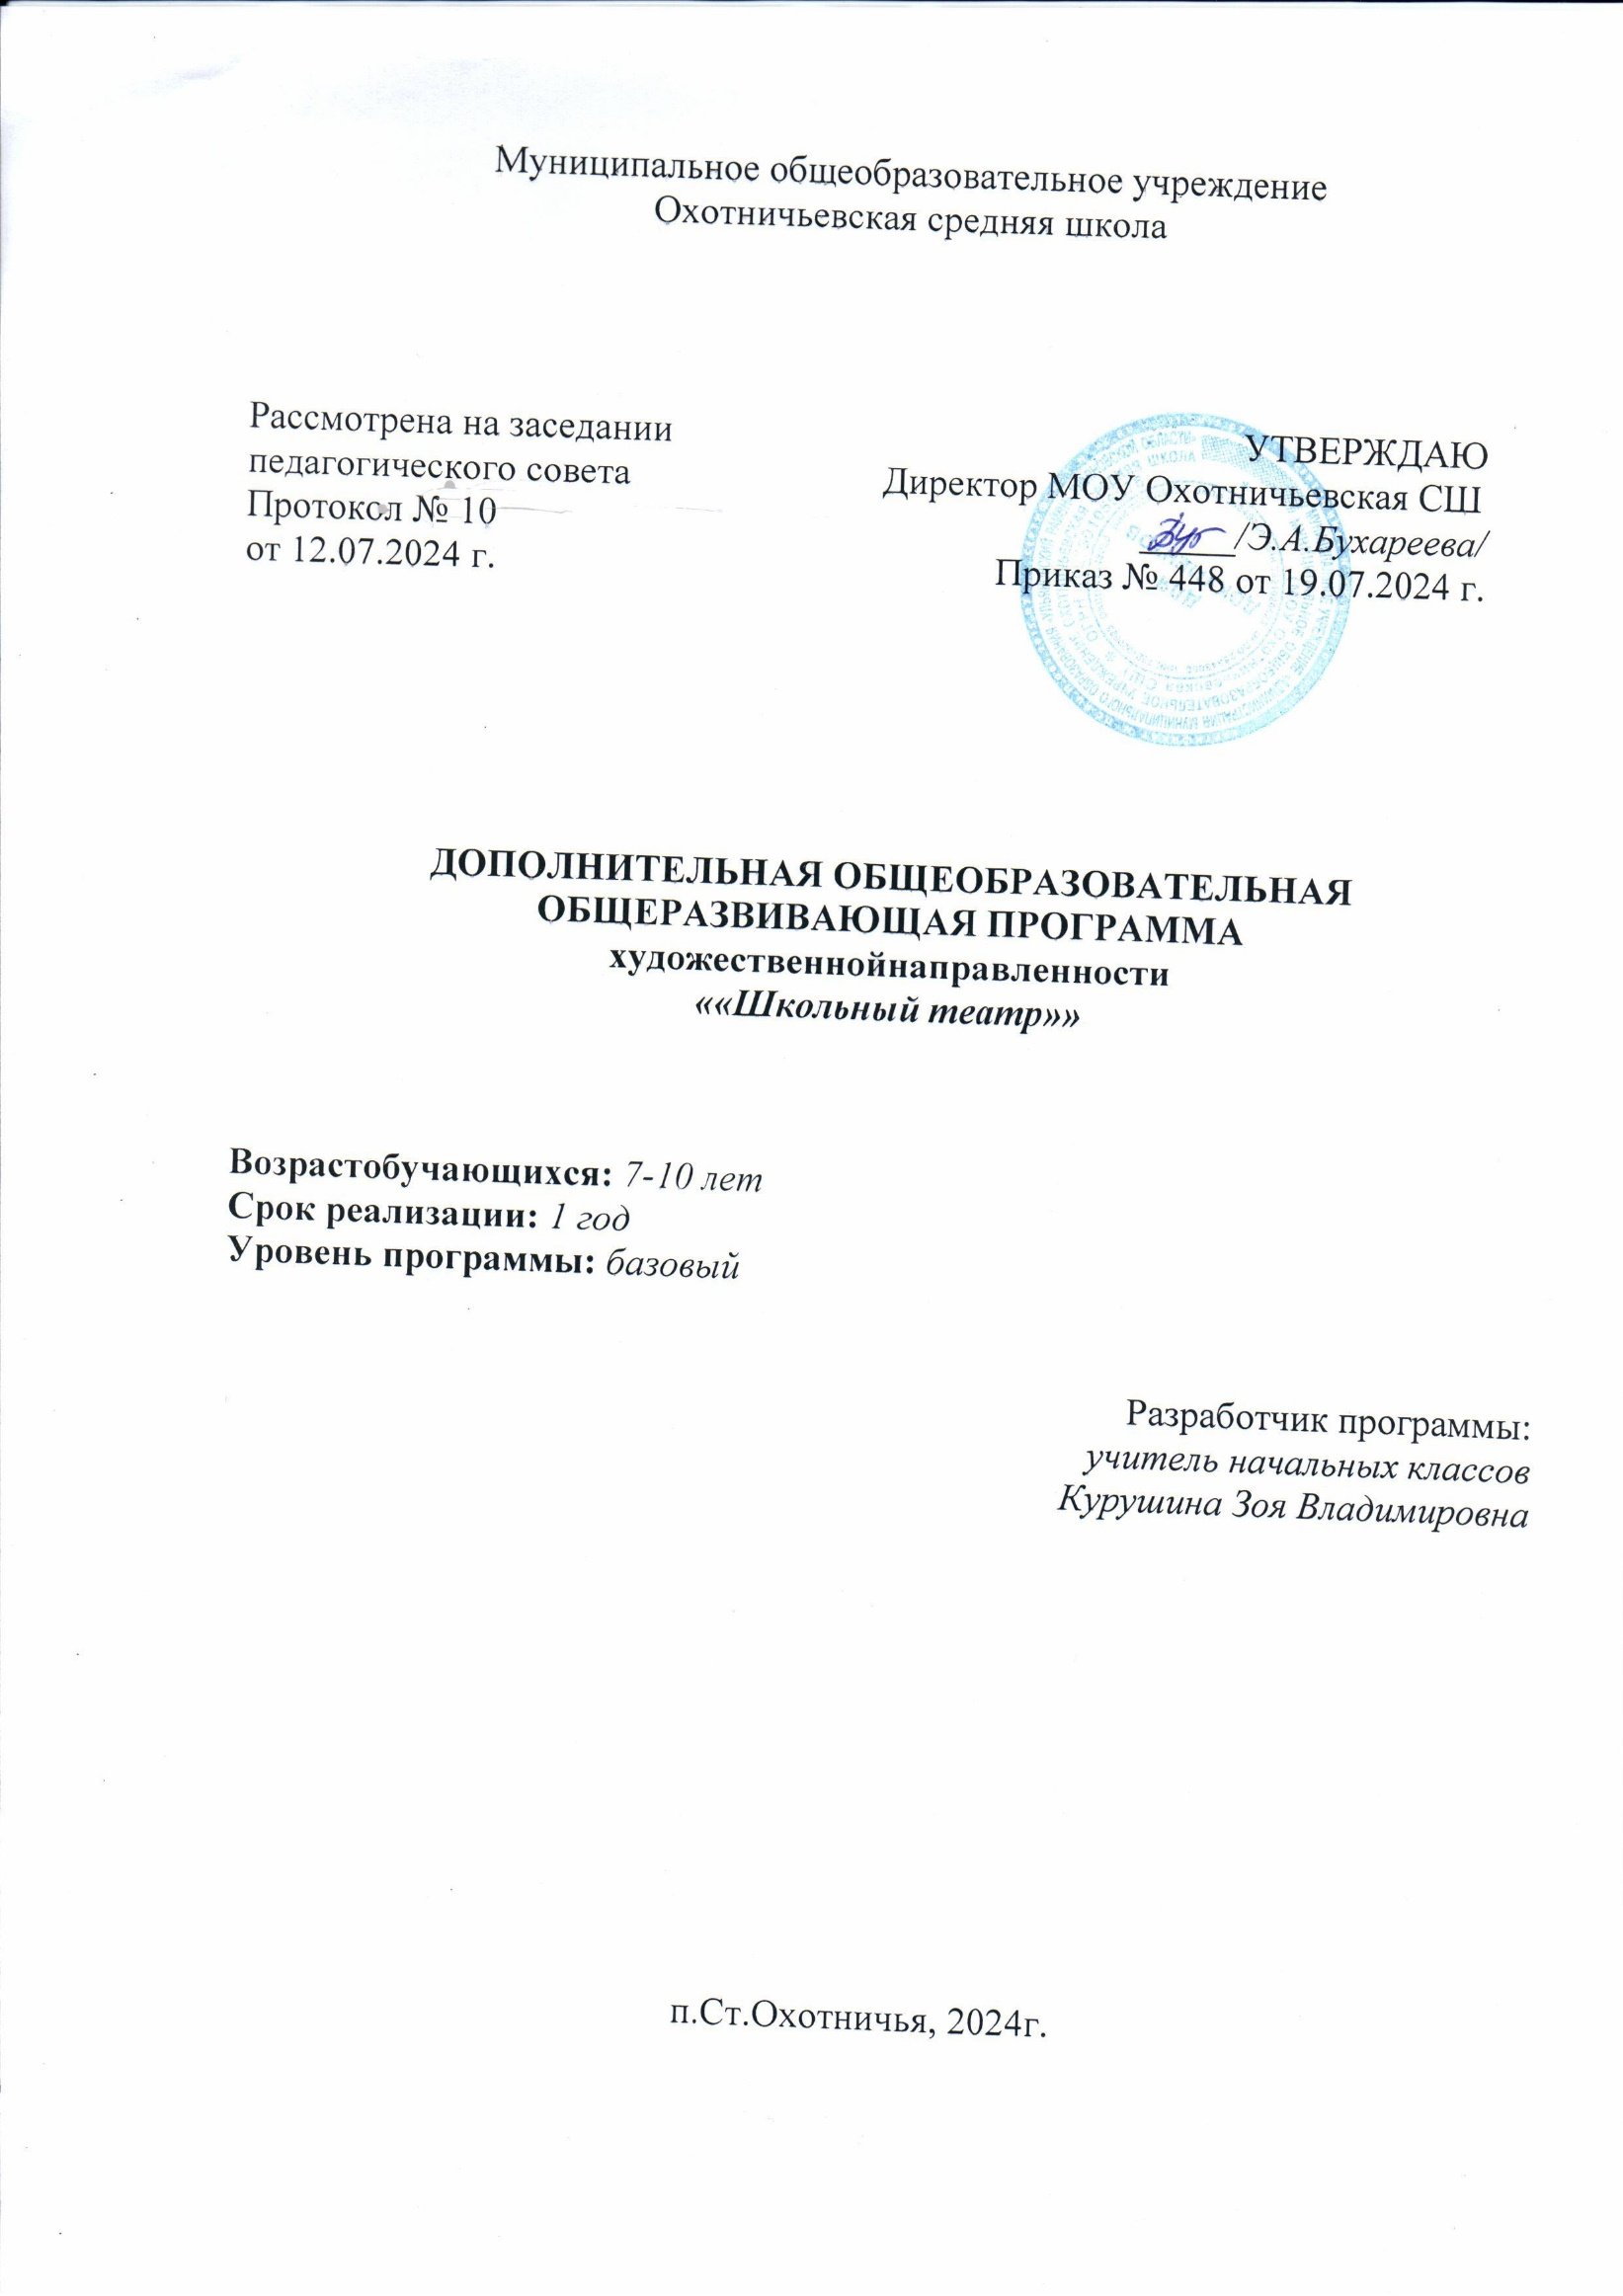 Муниципальное общеобразовательное учреждение
Охотничьевская средняя школа
Рассмотрена на заседании
педагогического совета
Протокол № 10
от 12.07.2024 г.
УТВЕРЖДАЮ
Директор МОУ Охотничьевская СШ
/Э.А.Бухареева/
Приказ № 448 от 19.07.2024 г.
ДОПОЛНИТЕЛЬНАЯ ОБЩЕОБРАЗОВАТЕЛЬНАЯ
ОБЩЕРАЗВИВАЮЩАЯ ПРОГРАММА
художественнойнаправленности
««Школьный театр»»
Возрастобучающихся: 7-10 лет
Срок реализации: 1 год
Уровень программы: базовый
Разработчик программы:
учитель начальных классов
Курушина Зоя Владимировна
п.Ст.Охотничья, 2024г.